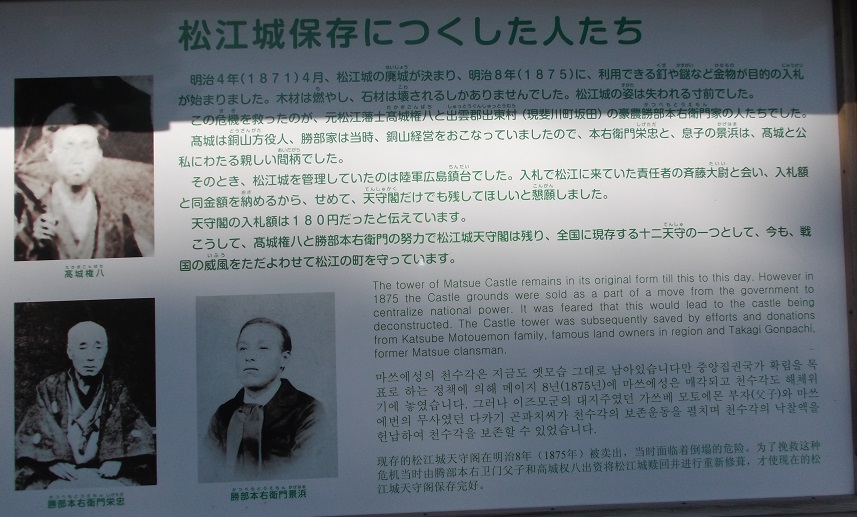 松江城保存につくした人たち
明治4年(1871)4月、松江城の廃城が決まり、明治8年(1875)に、利用できる釘や鎹など金物が目的の入札
が始まりました。木材は燃やし、石材は壊されるしかありませんでした。松江城の姿は失われる寸前でした。
この危機を救ったのが、元松江藩士高城権八と出雲郡出東村(現斐川町坂田)の豪農勝部本右衛門家の人たちでした。
高城は銅山方役人、勝部家は当時、銅山経営をおこなっていましたので、本右衛門栄忠と、息子の景浜は、高城と公
私にわたる親しい間柄でした。
そのとき、松江城を管理していたのは陸軍広島鎮台でした。入札で松江に来ていた責任者の斉藤大尉と会い、入札額
と同金額を納めるから、せめて、天守閣だけでも残してほしいと懇願しました。
天守閣の入札額は180円だったと伝えています。
こうして、髙城権八と勝部本右衛門の努力で松江城天守閣は残り、全国に現存する十二天守の一つとして、今も、戦
国の威風をただよわせて松江の町を守っています。
高城権八
The tower of Matsue Castle remains in its original form till this to this day. However in
1875 the Castle grounds were sold as a part of a move from the government to
centralize national power. It was feared that this would lead to the castle being
deconstructed. The Castle tower was subsequently saved by efforts and donations
from Katsube Motouemon family, famous land owners in region and Takagi Gonpachi,
former Matsue clansman.
마쓰에성의 천수각은 지금도 옛모습 그대로 남아있습니다만 중앙집권국가 확립을 목
표로 하는 정책에 의해 메이지 8년(1875년)에 마쓰에성은 매각되고 천수각도 해체위
기에 놓였습니다. 그러나 이즈모군의 대지주였던 가쓰베 모토에몬 부자(父子)와 마쓰
에번의 무사였던 다카기 곤파치씨가 천수각의 보존운동을 펼치며 천수각의 낙찰액을
헌납하여 천수각을 보존할 수 있었습니다.
现存的松江城天守阁在明治8年（1875年）被卖出，当时面临着倒塌的危险。为了挽救这种
危机当时由腾部本右卫门父子和高城权八出资将松江城赎回并进行重新修葺，才使现在的松
江城天守阁保存完好。
勝部本右衛門栄忠
勝部本右衛門景浜